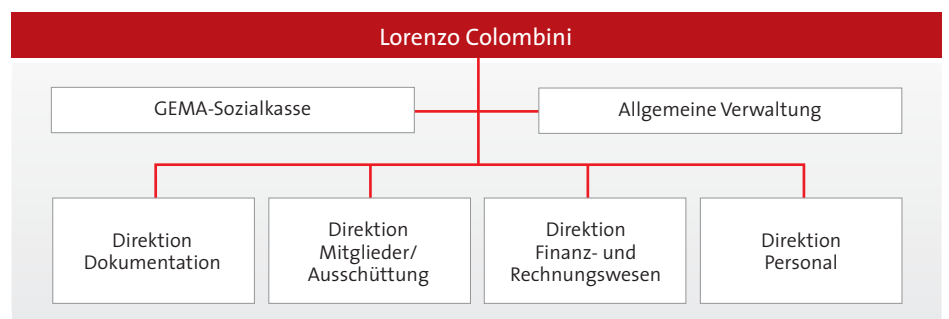 Lorenzo Colombini
GEMA-Sozialkasse
Allgemeine Verwaltung
Direktion
Dokumentation
Direktion
Mitglieder/
Ausschüttung
Direktion
Finanz- und
Rechnungswesen
Direktion
Personal